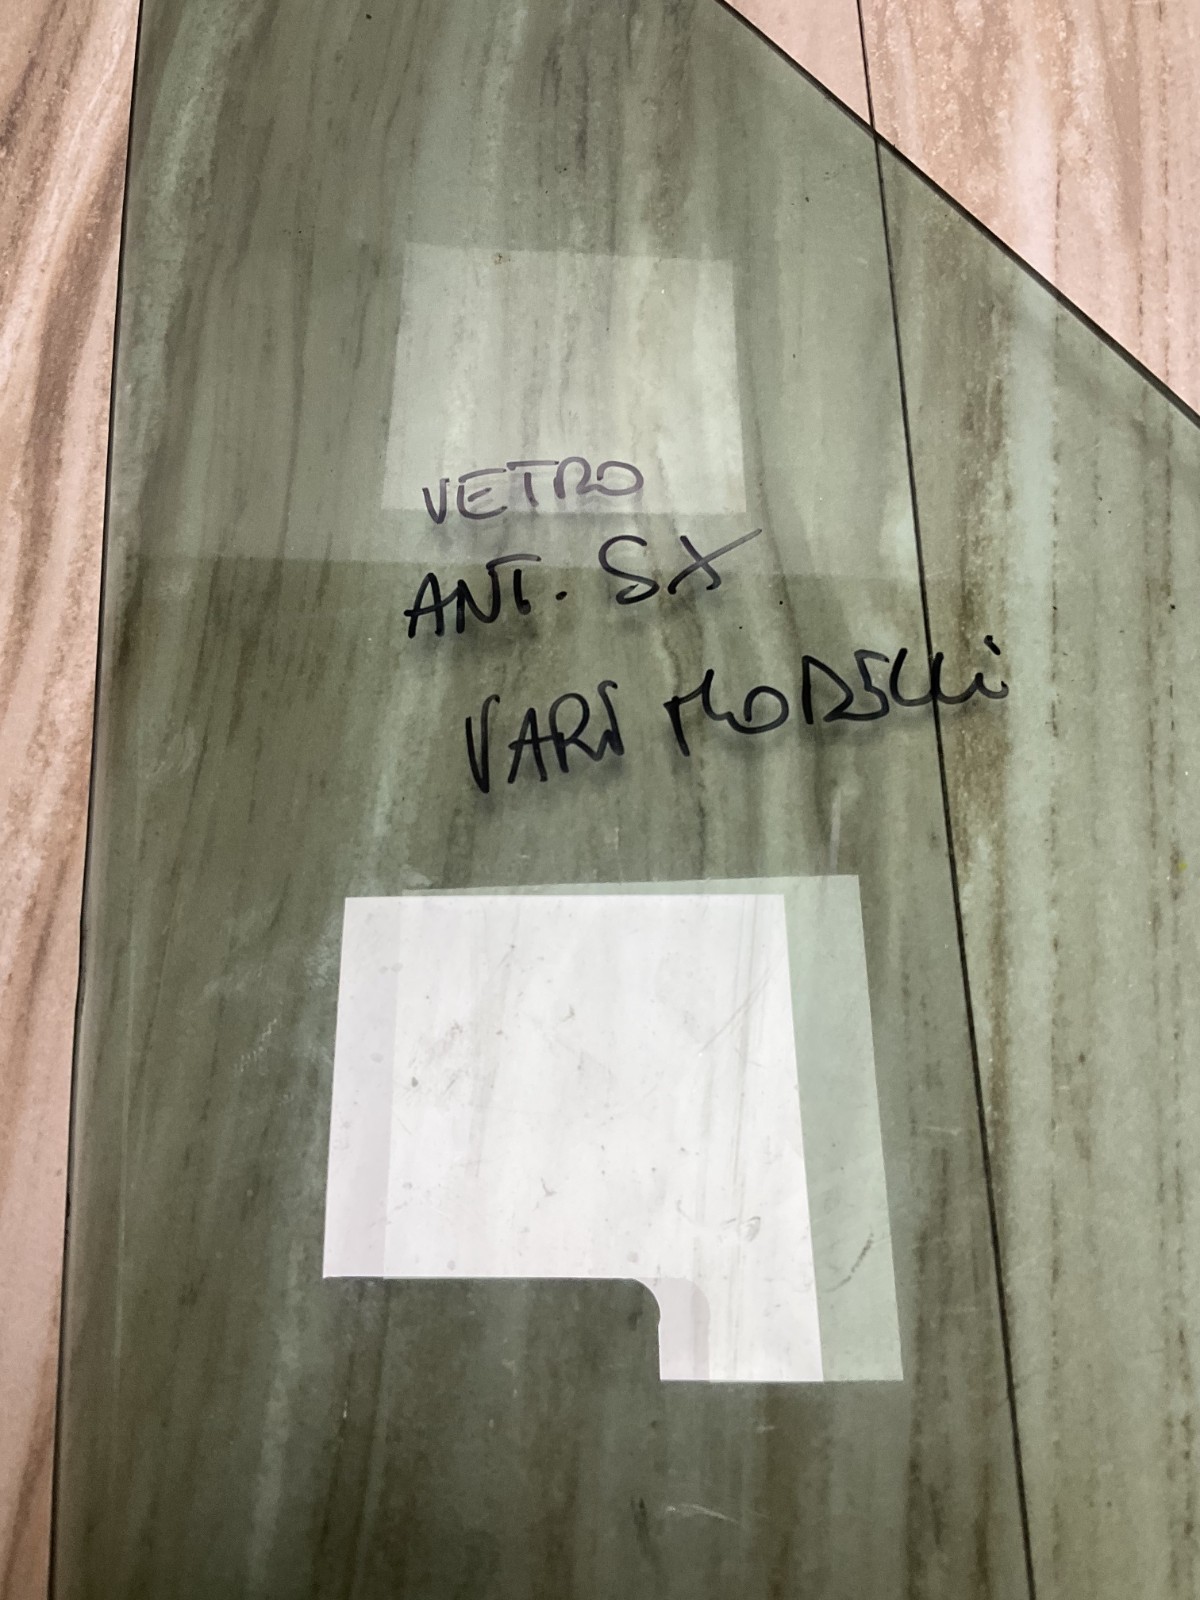 VETRO
ANT. SX
VARI MODELLI